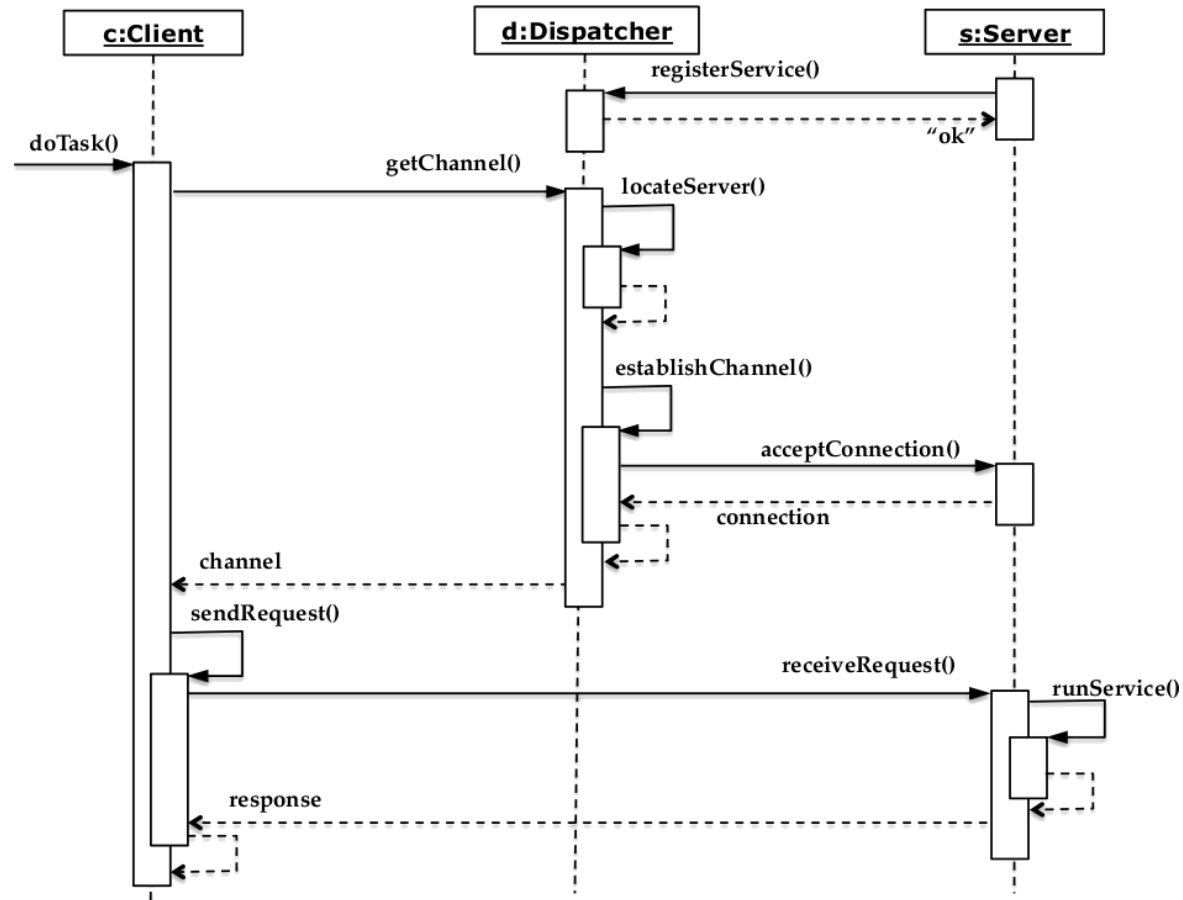 c:Client
d:Dispatcher
s:Server
registerService()
“ok”
doTask()
getChannel()
locateServer()
establishChannel()
acceptConnection()
connection
channel
sendRequest()
receiveRequest()
runService()
response